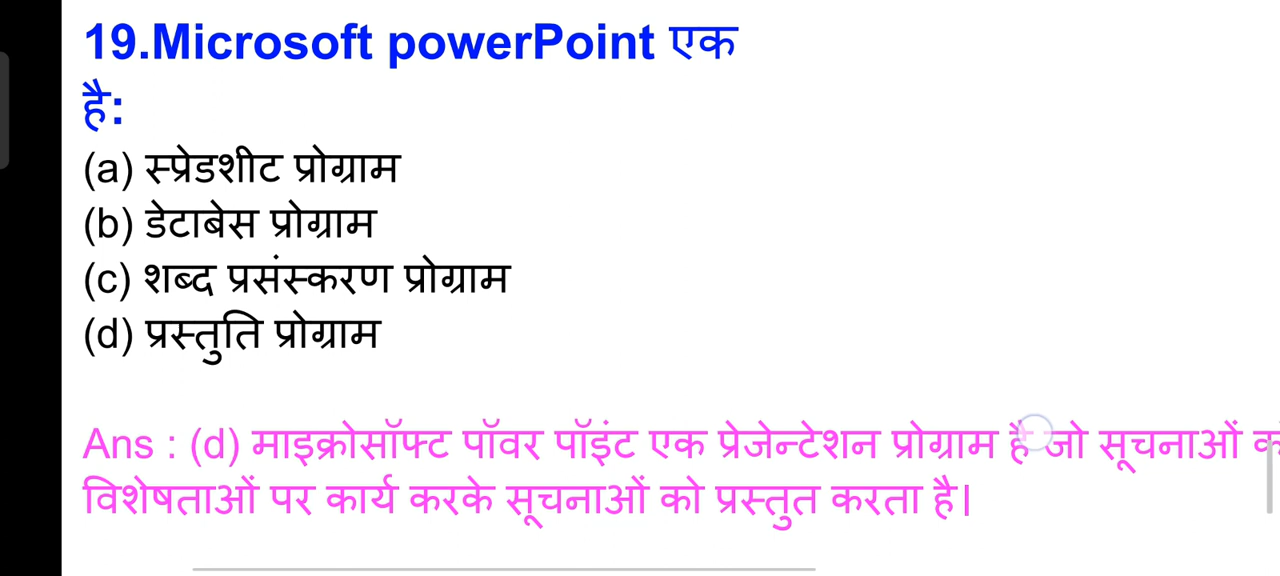 19.Microsoft powerPoint एक
है:
(a) स्प्रेडशीट प्रोग्राम
(b) डेटाबेस प्रोग्राम
(c) शब्द प्रसंस्करण प्रोग्राम
(d) प्रस्तुति प्रोग्राम
Ans : (d) माइक्रोसॉफ्ट पॉवर पॉइंट एक प्रेजेन्टेशन प्रोग्राम है जो सूचनाओं
विशेषताओं पर कार्य करके सूचनाओं को प्रस्तुत करता है।